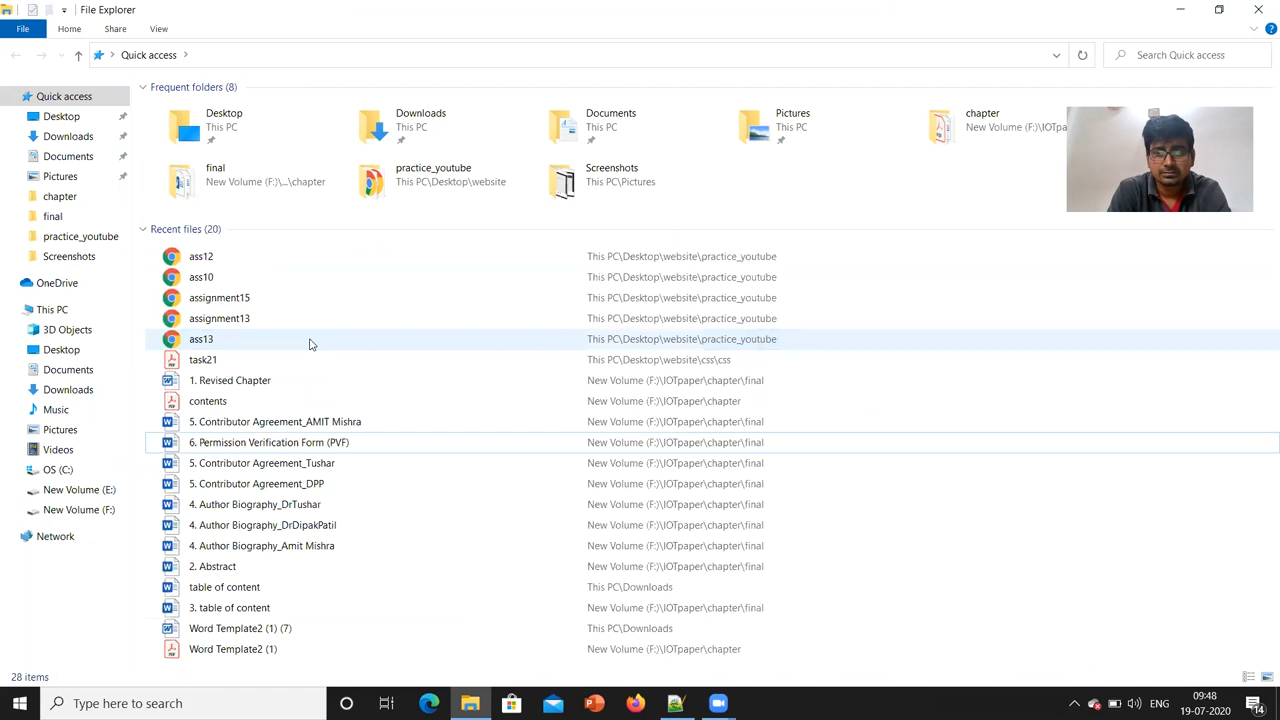 File Explorer
File Home Share View
Quick access
Search Quick access
Quick access
Desktop
Downloads
Documents
Pictures
chapter
final
practice_youtube
Screenshots
OneDrive
This PC
3D Objects
Desktop
Documents
Downloads
Music
Pictures
Videos
OS (C:)
New Volume (E:)
New Volume (F:)
Network
Frequent folders (8)
Desktop
This PC
Downloads
This PC
Documents
This PC
Pictures
This PC
chapter
New Volume (F:)\IOTpa
final
New Volume (F:)\...\chapter
practice_youtube
This PC\Desktop\website
Screenshots
This PC\Pictures
Recent files (20)
ass12 This PC\Desktop\website\practice_youtube
ass10 This PC\Desktop\website\practice_youtube
assignment15 This PC\Desktop\website\practice_youtube
assignment13 This PC\Desktop\website\practice_youtube
ass13 This PC\Desktop\website\practice_youtube
task21 This PC\Desktop\website\css\css
1. Revised Chapter New Volume (F:)\IOTpaper\chapter\final
contents New Volume (F:)\IOTpaper\chapter
5. Contributor Agreement_AMIT Mishra New Volume (F:)\IOTpaper\chapter\final
6. Permission Verification Form (PVF) New Volume (F:)\IOTpaper\chapter\final
5. Contributor Agreement_Tushar New Volume (F:)\IOTpaper\chapter\final
5. Contributor Agreement_DPP New Volume (F:)\IOTpaper\chapter\final
4. Author Biography_DrTushar New Volume (F:)\IOTpaper\chapter\final
4. Author Biography_DrDipakPatil New Volume (F:)\IOTpaper\chapter\final
4. Author Biography_Amit Mishra New Volume (F:)\IOTpaper\chapter\final
2. Abstract New Volume (F:)\IOTpaper\chapter\final
table of content This PC\Downloads
3. table of content New Volume (F:)\IOTpaper\chapter\final
Word Template2 (1) (7) This PC\Downloads
Word Template2 (1) New Volume (F:)\IOTpaper\chapter
28 items
Type here to search
ENG
09:48
19-07-2020
14